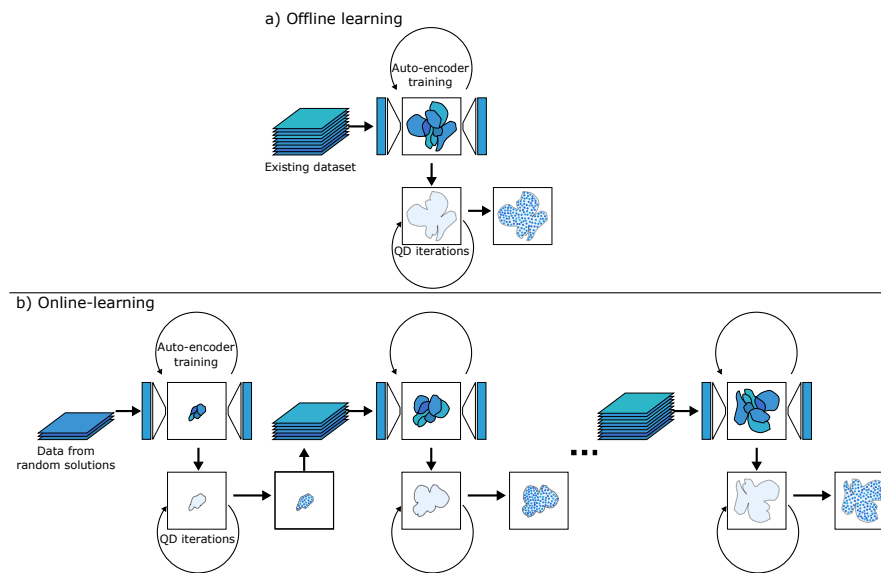 a) Offline learning
Auto-encoder
training
Existing dataset
QD iterations
b) Online-learning
Auto-encoder
training
Data from
random solutions
QD iterations
...